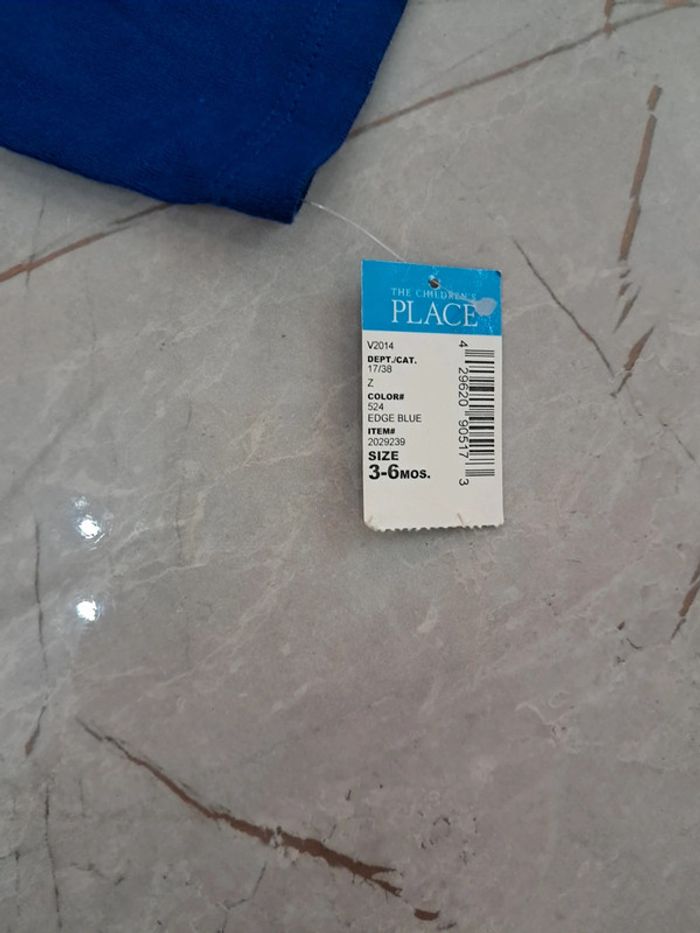 THE CHILDREN'S
PLACE
V2014
DEPT./CAT.
17/38
Z
COLOR#
524
EDGE BLUE
ITEM#
2029239
SIZE
3-6MOS.
4 29620 90517 3